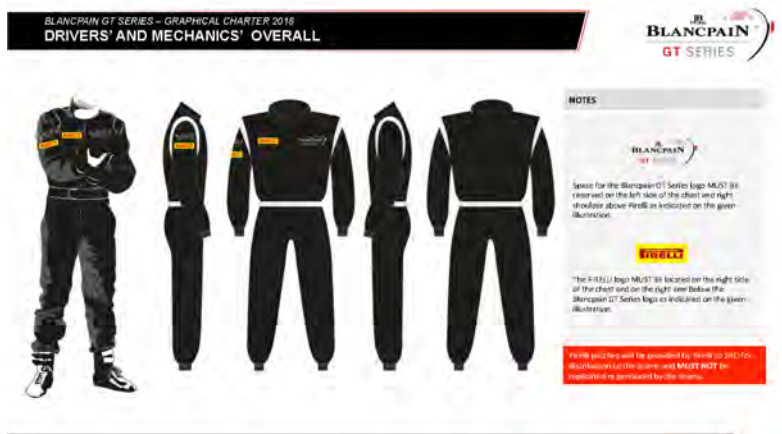 BLANCPAIN GT SERIES – GRAPHICAL CHARTER 2018
DRIVERS' AND MECHANICS' OVERALL
BLANCPAIN
GT SERIES
NOTES
BLANCPAIN
GT SERIES
Space for the Blancpain GT Series logo MUST BE
reserved on the left side of the chest and right
shoulder above Pirelli as indicated on the given
illustration.
PIRELLI
The PIRELLI logo MUST BE located on the right side
of the chest and on the right arm below the
Blancpain GT Series logo as indicated on the given
illustration.
Pirelli patches will be provided by Pirelli to SRO for
distribution to the teams and MUST NOT be
replicated or produced by the teams.